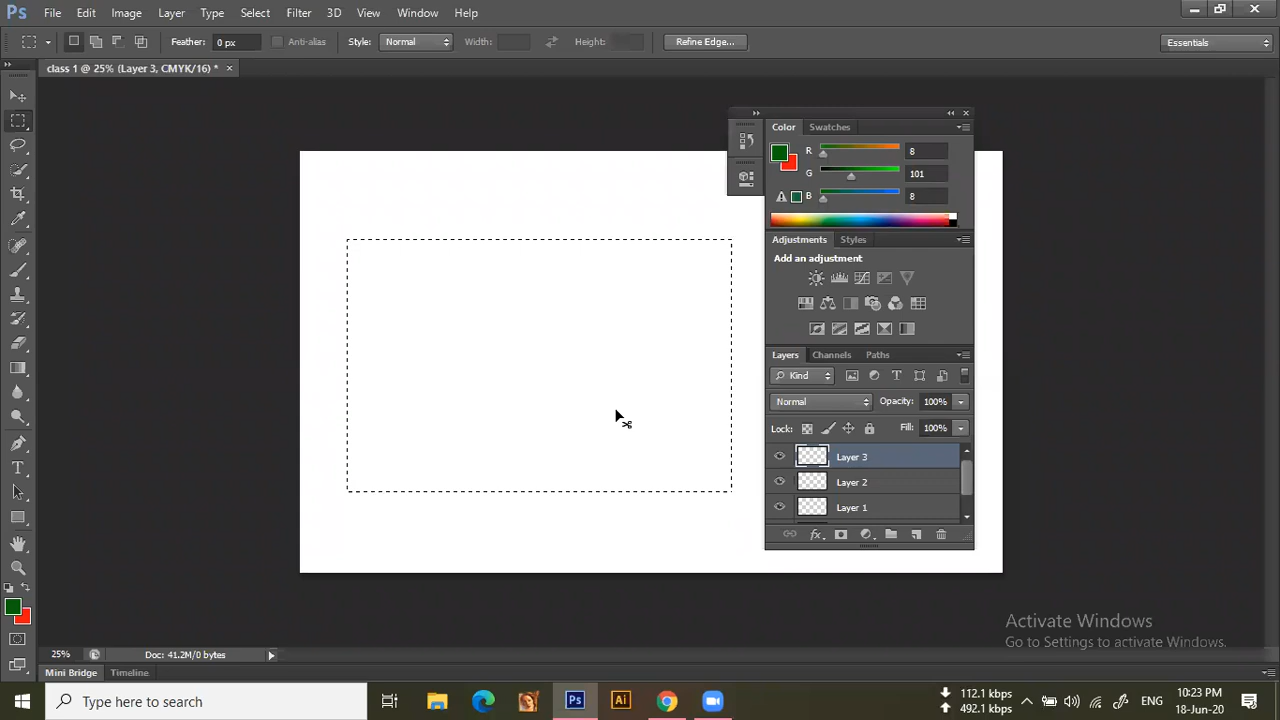 Ps File Edit Image Layer Type Select Filter 3D View Window Help
Feather: 0 px Anti-alias Style: Normal Width: Height: Refine Edge... Essentials
class 1 @ 25% (Layer 3, CMYK/16) * ×
Color Swatches
R 8
G 101
B 8
Adjustments Styles
Add an adjustment
Layers Channels Paths
Kind
Normal Opacity: 100%
Lock: Fill: 100%
Layer 3
Layer 2
Layer 1
Activate Windows
Go to Settings to activate Windows.
25% Doc: 41.2M/0 bytes
Mini Bridge Timeline
Type here to search
Ps Ai
112.1 kbps
492.1 kbps
ENG
10:23 PM
18-Jun-20